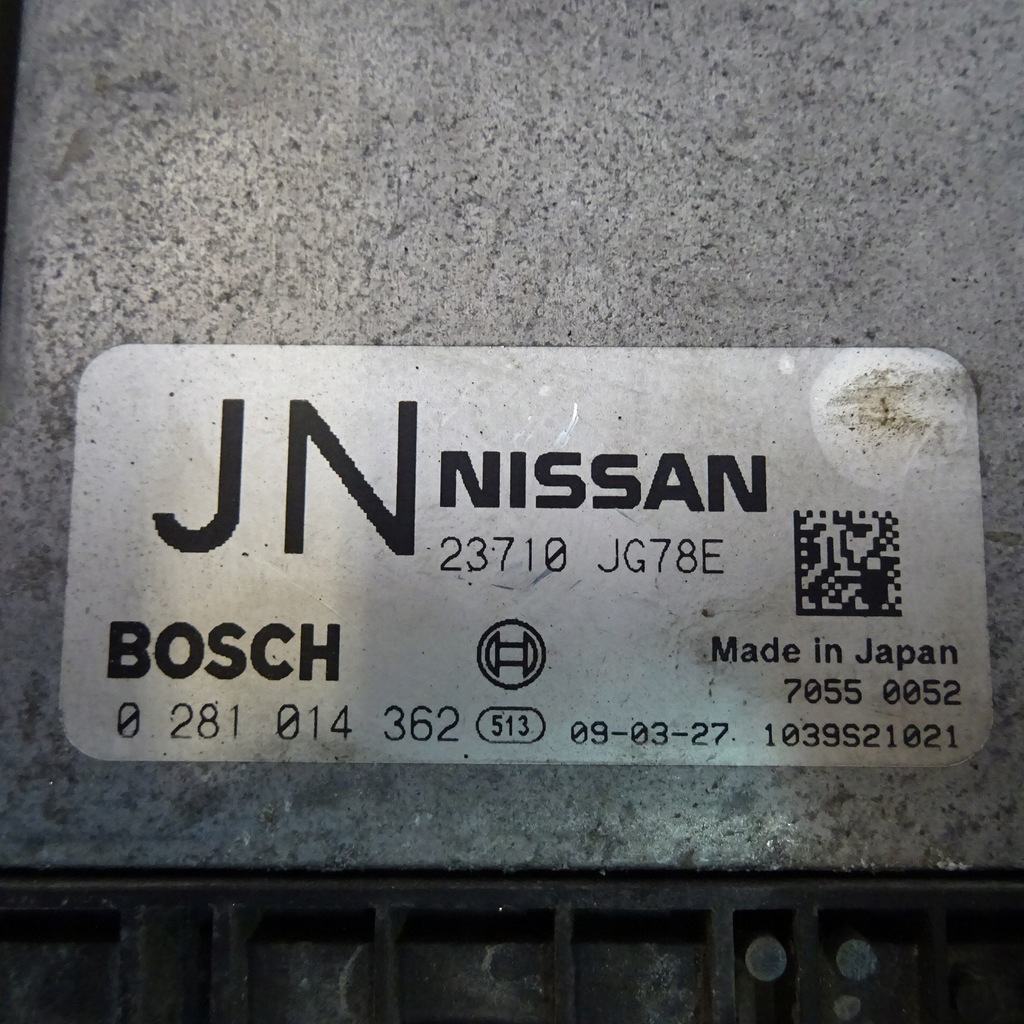 JN NISSAN
23710 JG78E
BOSCH
Made in Japan
7055 0052
0 281 014 362 513 09-03-27 1039S21021